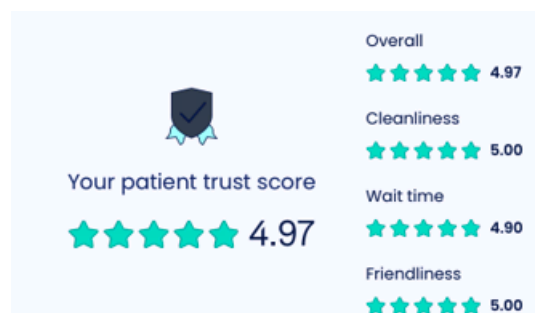 Your patient trust score
4.97
Overall
4.97
Cleanliness
5.00
Wait time
4.90
Friendliness
5.00